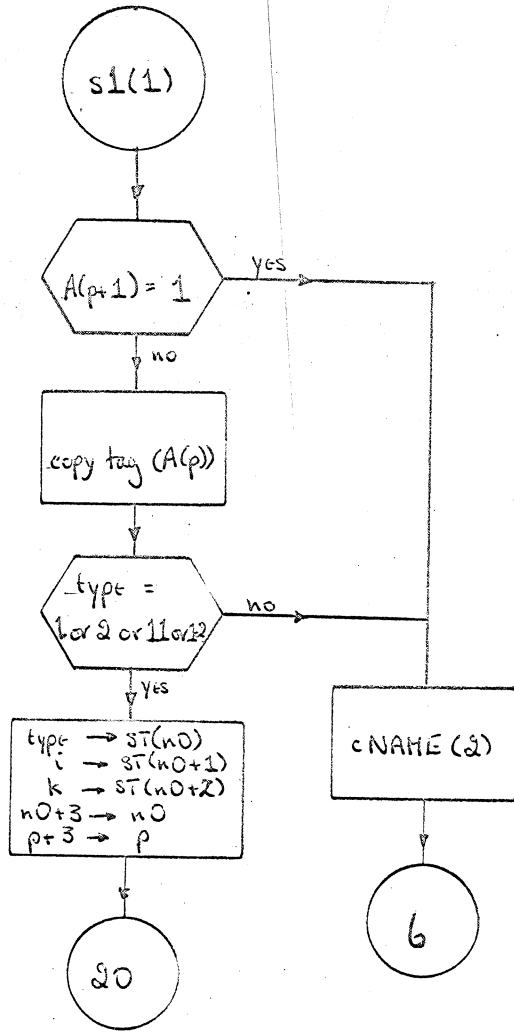 s1(1)
A(p+1) = 1
yes
no
copy tag (A(p))
type =
1 or 2 or 11 or 12
no
yes
type → ST(n0)
i → ST(n0+1)
k → ST(n0+2)
n0+3 → n0
p+3 → p
cNAME(2)
20
6